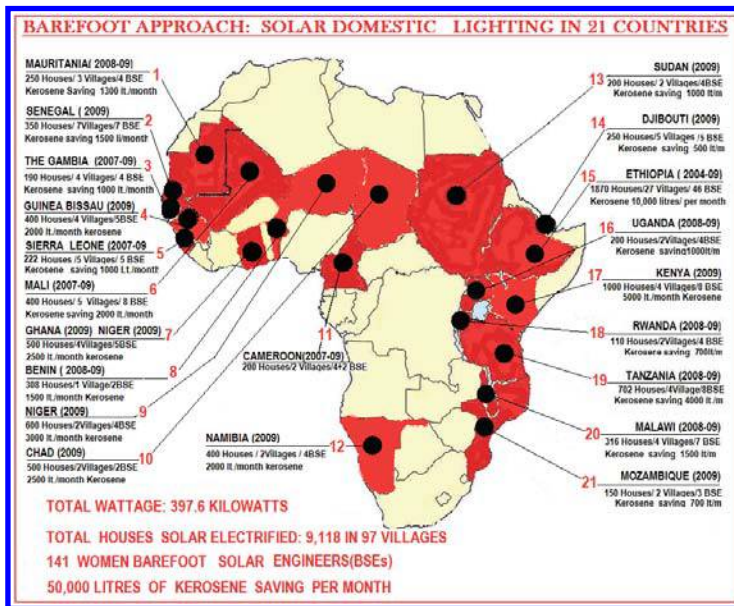 BAREFOOT APPROACH: SOLAR DOMESTIC LIGHTING IN 21 COUNTRIES
MAURITANIA( 2008-09)
250 Houses/ 3 Villages/4 BSE
Kerosene Saving 1300 lt./month
1
SENEGAL ( 2009)
350 Houses/ 7Villages/7 BSE
Kerosene saving 1500 li/month
2
THE GAMBIA (2007-09)
190 Houses/ 4 Villages/ 4 BSE
Kerosene saving 1000 lt./month
3
GUINEA BISSAU (2009)
400 Houses/4 Villages/5BSE
2000 lt./month kerosene
4
SIERRA LEONE (2007-09
222 Houses /5 Villages/ 5 BSE
Kerosene saving 1000 Lt./month
5
MALI (2007-09)
400 Houses/ 5 Villages/ 8 BSE
Kerosene Saving 2000 lt./month
6
GHANA (2009) NIGER (2009)
500 Houses/4Villages/5BSE
2500 lt./month kerosene
7
BENIN ( 2008-09)
308 Houses/1 Village/2BSE
1500 lt./month Kerosene
8
NIGER (2009)
600 Houses/2Villages/4BSE
3000 lt./month kerosene
9
CHAD (2009)
500 Houses/2Villages/2BSE
2500 lt./month Kerosene
10
11
CAMEROON(2007-09)
200 Houses/2 Villages/4+2 BSE
NAMIBIA (2009)
400 Houses / 2Villages / 4BSE
2000 lt./month kerosene
12
SUDAN (2009)
200 Houses/ 2 Villages/4BSE
Kerosene saving 1000 lt/m
13
DJIBOUTI (2009)
250 Houses/5 Villages /5 BSE
Kerosene saving 500 lt/m
14
ETHIOPIA ( 2004-09)
1870 Houses/27 Villages/ 46 BSE
Kerosene 10,000 litres/ per month
15
UGANDA (2008-09)
200 Houses/2Villages/4BSE
Kerosene saving1000lt/m
16
KENYA (2009)
1000 Houses/4 Villages/8 BSE
5000 lt./month Kerosene
17
RWANDA (2008-09)
110 Houses/2Villages/4 BSE
Kerosene saving 700lt/m
18
TANZANIA (2008-09)
702 Houses/4Village/8BSE
Kerosene saving 4000 lt./m
19
MALAWI (2008-09)
316 Houses/4 Villages/7 BSE
Kerosene saving 1500 lt/m
20
MOZAMBIQUE (2009)
150 Houses/ 2 Villages/3 BSE
Kerosene saving 700 lt/m
21
TOTAL WATTAGE: 397.6 KILOWATTS
TOTAL HOUSES SOLAR ELECTRIFIED: 9,118 IN 97 VILLAGES
141 WOMEN BAREFOOT SOLAR ENGINEERS(BSEs)
50,000 LITRES OF KEROSENE SAVING PER MONTH